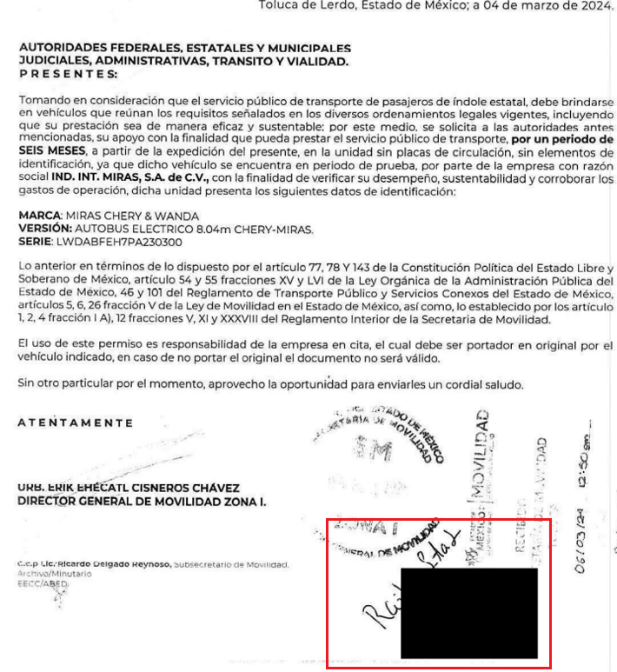 Toluca de Lerdo, Estado de México; a 04 de marzo de 2024.
AUTORIDADES FEDERALES, ESTATALES Y MUNICIPALES
JUDICIALES, ADMINISTRATIVAS, TRANSITO Y VIALIDAD.
P R E S E N T E S:
Tomando en consideración que el servicio público de transporte de pasajeros de índole estatal, debe brindarse
en vehículos que reúnan los requisitos señalados en los diversos ordenamientos legales vigentes, incluyendo
que su prestación sea de manera eficaz y sustentable; por este medio, se solicita a las autoridades antes
mencionadas, su apoyo con la finalidad que pueda prestar el servicio público de transporte, por un periodo de
SEIS MESES, a partir de la expedición del presente, en la unidad sin placas de circulación, sin elementos de
identificación, ya que dicho vehículo se encuentra en periodo de prueba, por parte de la empresa con razón
social IND. INT. MIRAS, S.A. de C.V., con la finalidad de verificar su desempeño, sustentabilidad y corroborar los
gastos de operación, dicha unidad presenta los siguientes datos de identificación:
MARCA: MIRAS CHERY & WANDA
VERSIÓN: AUTOBUS ELECTRICO 8.04m CHERY-MIRAS.
SERIE: LWDABFEH7PA230300
Lo anterior en términos de lo dispuesto por el artículo 77, 78 Y 143 de la Constitución Política del Estado Libre y
Soberano de México, artículo 54 y 55 fracciones XV y LVI de la Ley Orgánica de la Administración Pública del
Estado de México, 46 y 101 del Reglamento de Transporte Público y Servicios Conexos del Estado de México,
artículos 5, 6, 26 fracción V de la Ley de Movilidad en el Estado de México, así como, lo establecido por los artículo
1, 2, 4 fracción I A), 12 fracciones V, XI y XXXVIII del Reglamento Interior de la Secretaria de Movilidad.
El uso de este permiso es responsabilidad de la empresa en cita, el cual debe ser portador en original por el
vehículo indicado, en caso de no portar el original el documento no será válido.
Sin otro particular por el momento, aprovecho la oportunidad para enviarles un cordial saludo.
A T E N T A M E N T E
URB. ERIK EHÉCATL CISNEROS CHÁVEZ
DIRECTOR GENERAL DE MOVILIDAD ZONA I.
C.c.p Lic. Ricardo Delgado Reynoso, Subsecretario de Movilidad.
Archivo/Minutario
EECC/ABED.
ESTADO DE MÉXICO
SECRETARIA DE MOVILIDAD
SM
ZONA I
GENERAL DE MOVILIDAD
MÉXICO MOVILIDAD
RECIBIDO
06/03/24 12:50 pm